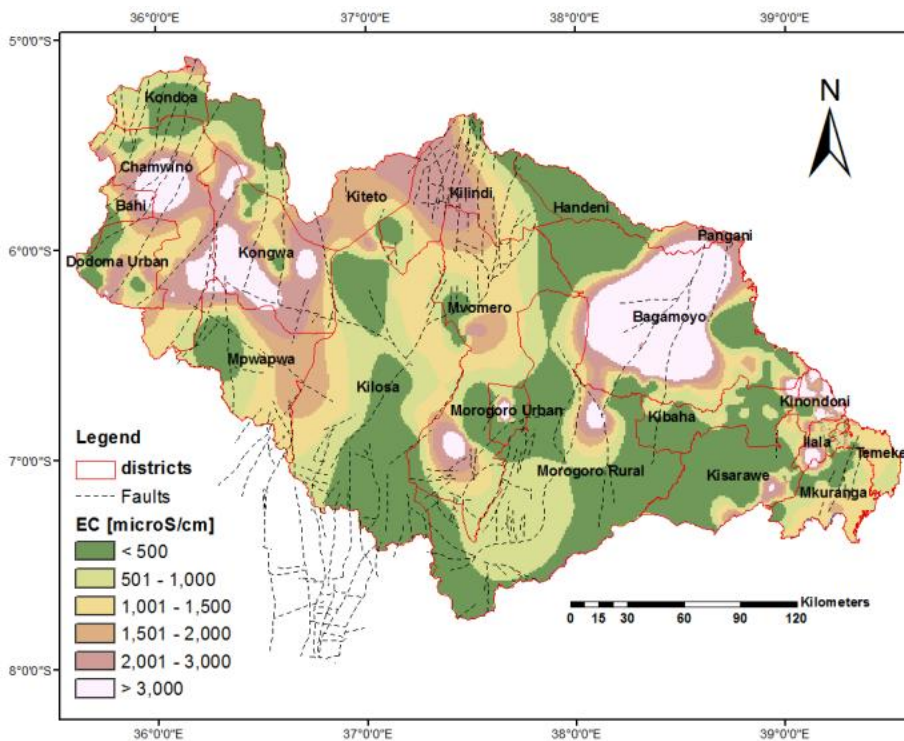 36°0'0"E 37°0'0"E 38°0'0"E 39°0'0"E
5°0'0"S
6°0'0"S
7°0'0"S
8°0'0"S
N
Kondoa
Chamwino
Bahi
Dodoma Urban
Kongwa
Kiteto
Kilindi
Handeni
Pangani
Mvomero
Bagamoyo
Mpwapwa
Kilosa
Morogoro Urban
Kibaha
Kinondoni
Ilala
Temeke
Morogoro Rural
Kisarawe
Mkuranga
Legend
districts
Faults
EC [microS/cm]
< 500
501 - 1,000
1,001 - 1,500
1,501 - 2,000
2,001 - 3,000
> 3,000
Kilometers
0 15 30 60 90 120
36°0'0"E 37°0'0"E 38°0'0"E 39°0'0"E